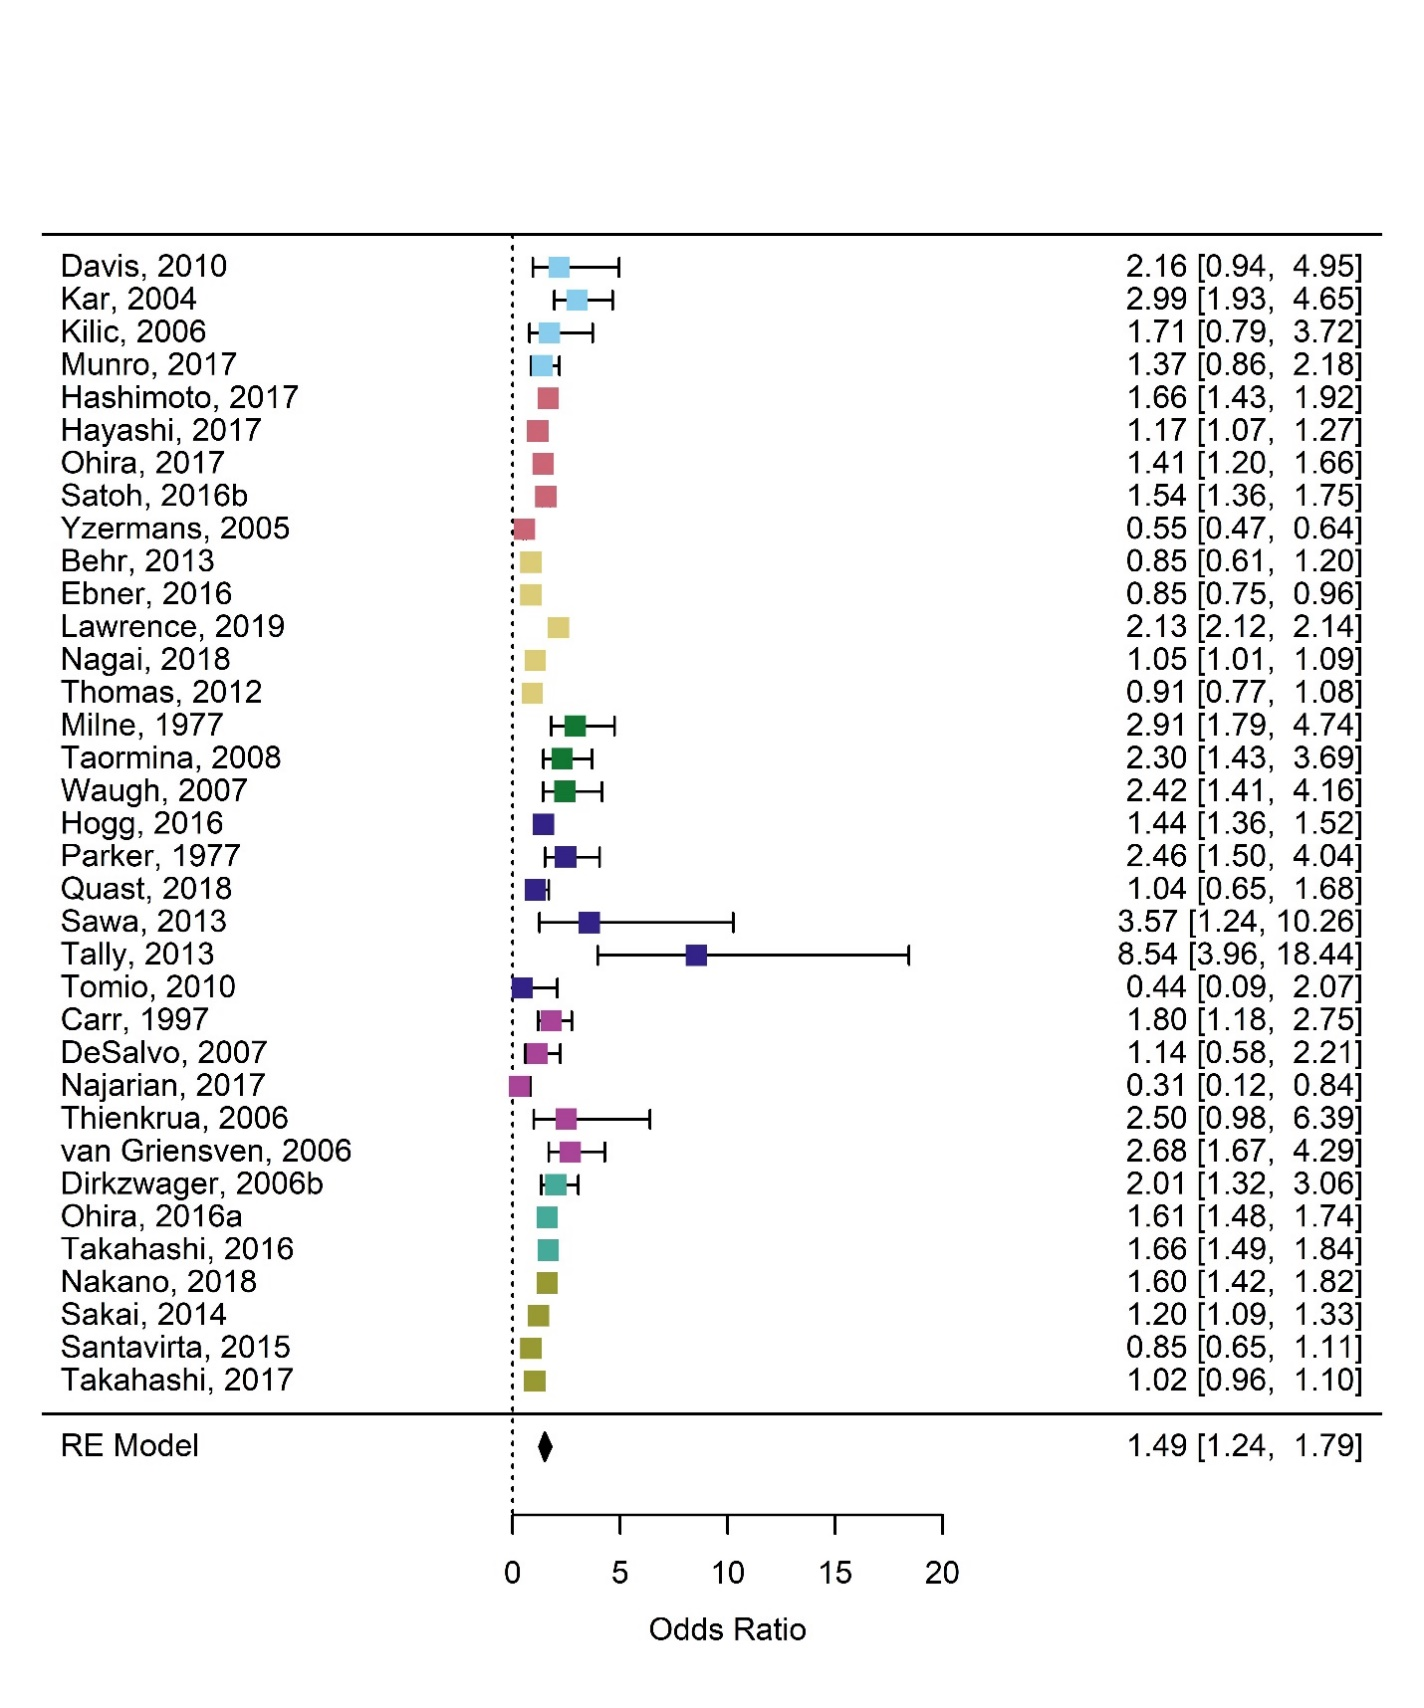 Davis, 2010 2.16 [0.94, 4.95]
Kar, 2004 2.99 [1.93, 4.65]
Kilic, 2006 1.71 [0.79, 3.72]
Munro, 2017 1.37 [0.86, 2.18]
Hashimoto, 2017 1.66 [1.43, 1.92]
Hayashi, 2017 1.17 [1.07, 1.27]
Ohira, 2017 1.41 [1.20, 1.66]
Satoh, 2016b 1.54 [1.36, 1.75]
Yzermans, 2005 0.55 [0.47, 0.64]
Behr, 2013 0.85 [0.61, 1.20]
Ebner, 2016 0.85 [0.75, 0.96]
Lawrence, 2019 2.13 [2.12, 2.14]
Nagai, 2018 1.05 [1.01, 1.09]
Thomas, 2012 0.91 [0.77, 1.08]
Milne, 1977 2.91 [1.79, 4.74]
Taormina, 2008 2.30 [1.43, 3.69]
Waugh, 2007 2.42 [1.41, 4.16]
Hogg, 2016 1.44 [1.36, 1.52]
Parker, 1977 2.46 [1.50, 4.04]
Quast, 2018 1.04 [0.65, 1.68]
Sawa, 2013 3.57 [1.24, 10.26]
Tally, 2013 8.54 [3.96, 18.44]
Tomio, 2010 0.44 [0.09, 2.07]
Carr, 1997 1.80 [1.18, 2.75]
DeSalvo, 2007 1.14 [0.58, 2.21]
Najarian, 2017 0.31 [0.12, 0.84]
Thienkrua, 2006 2.50 [0.98, 6.39]
van Griensven, 2006 2.68 [1.67, 4.29]
Dirkzwager, 2006b 2.01 [1.32, 3.06]
Ohira, 2016a 1.61 [1.48, 1.74]
Takahashi, 2016 1.66 [1.49, 1.84]
Nakano, 2018 1.60 [1.42, 1.82]
Sakai, 2014 1.20 [1.09, 1.33]
Santavirta, 2015 0.85 [0.65, 1.11]
Takahashi, 2017 1.02 [0.96, 1.10]
RE Model 1.49 [1.24, 1.79]
0 5 10 15 20
Odds Ratio